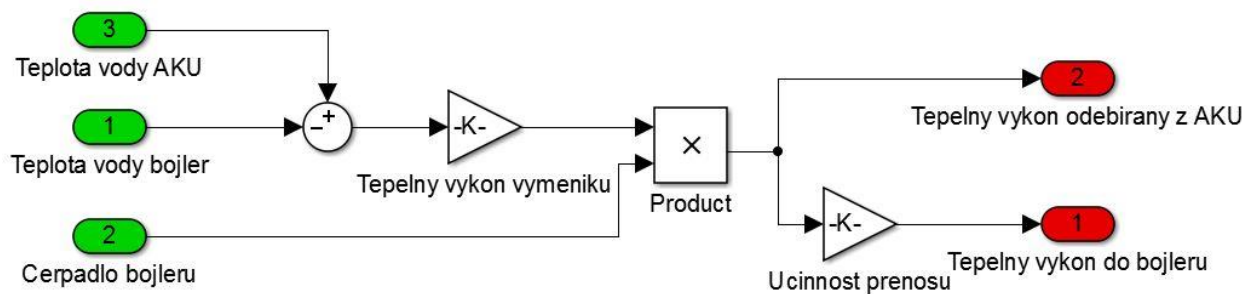 3
Teplota vody AKU
1
Teplota vody bojler
2
Cerpadlo bojleru
− +
-K-
Tepelny vykon vymeniku
×
Product
-K-
Ucinnost prenosu
2
Tepelny vykon odebirany z AKU
1
Tepelny vykon do bojleru